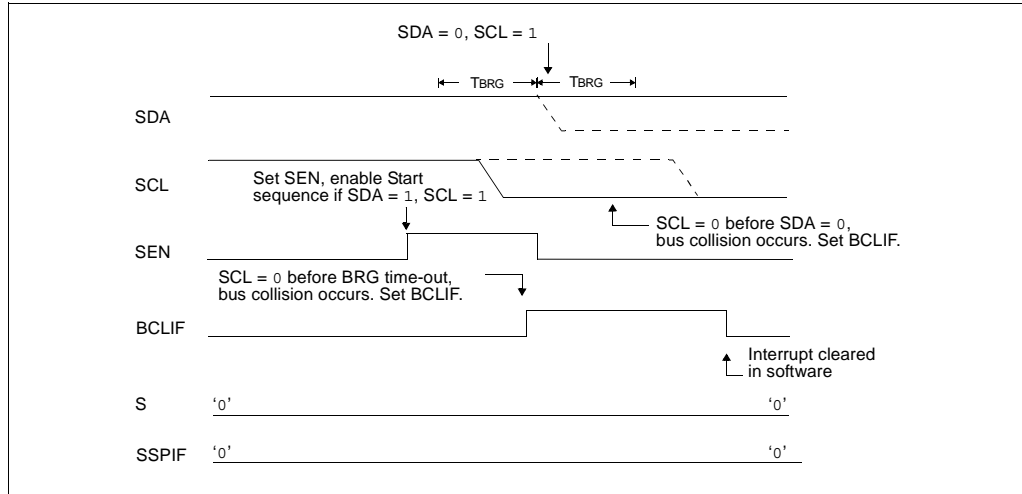 SDA = 0, SCL = 1
TBRG TBRG
SDA
SCL
Set SEN, enable Start
sequence if SDA = 1, SCL = 1
SCL = 0 before SDA = 0,
bus collision occurs. Set BCLIF.
SEN
SCL = 0 before BRG time-out,
bus collision occurs. Set BCLIF.
BCLIF
Interrupt cleared
in software
S '0' '0'
SSPIF '0' '0'